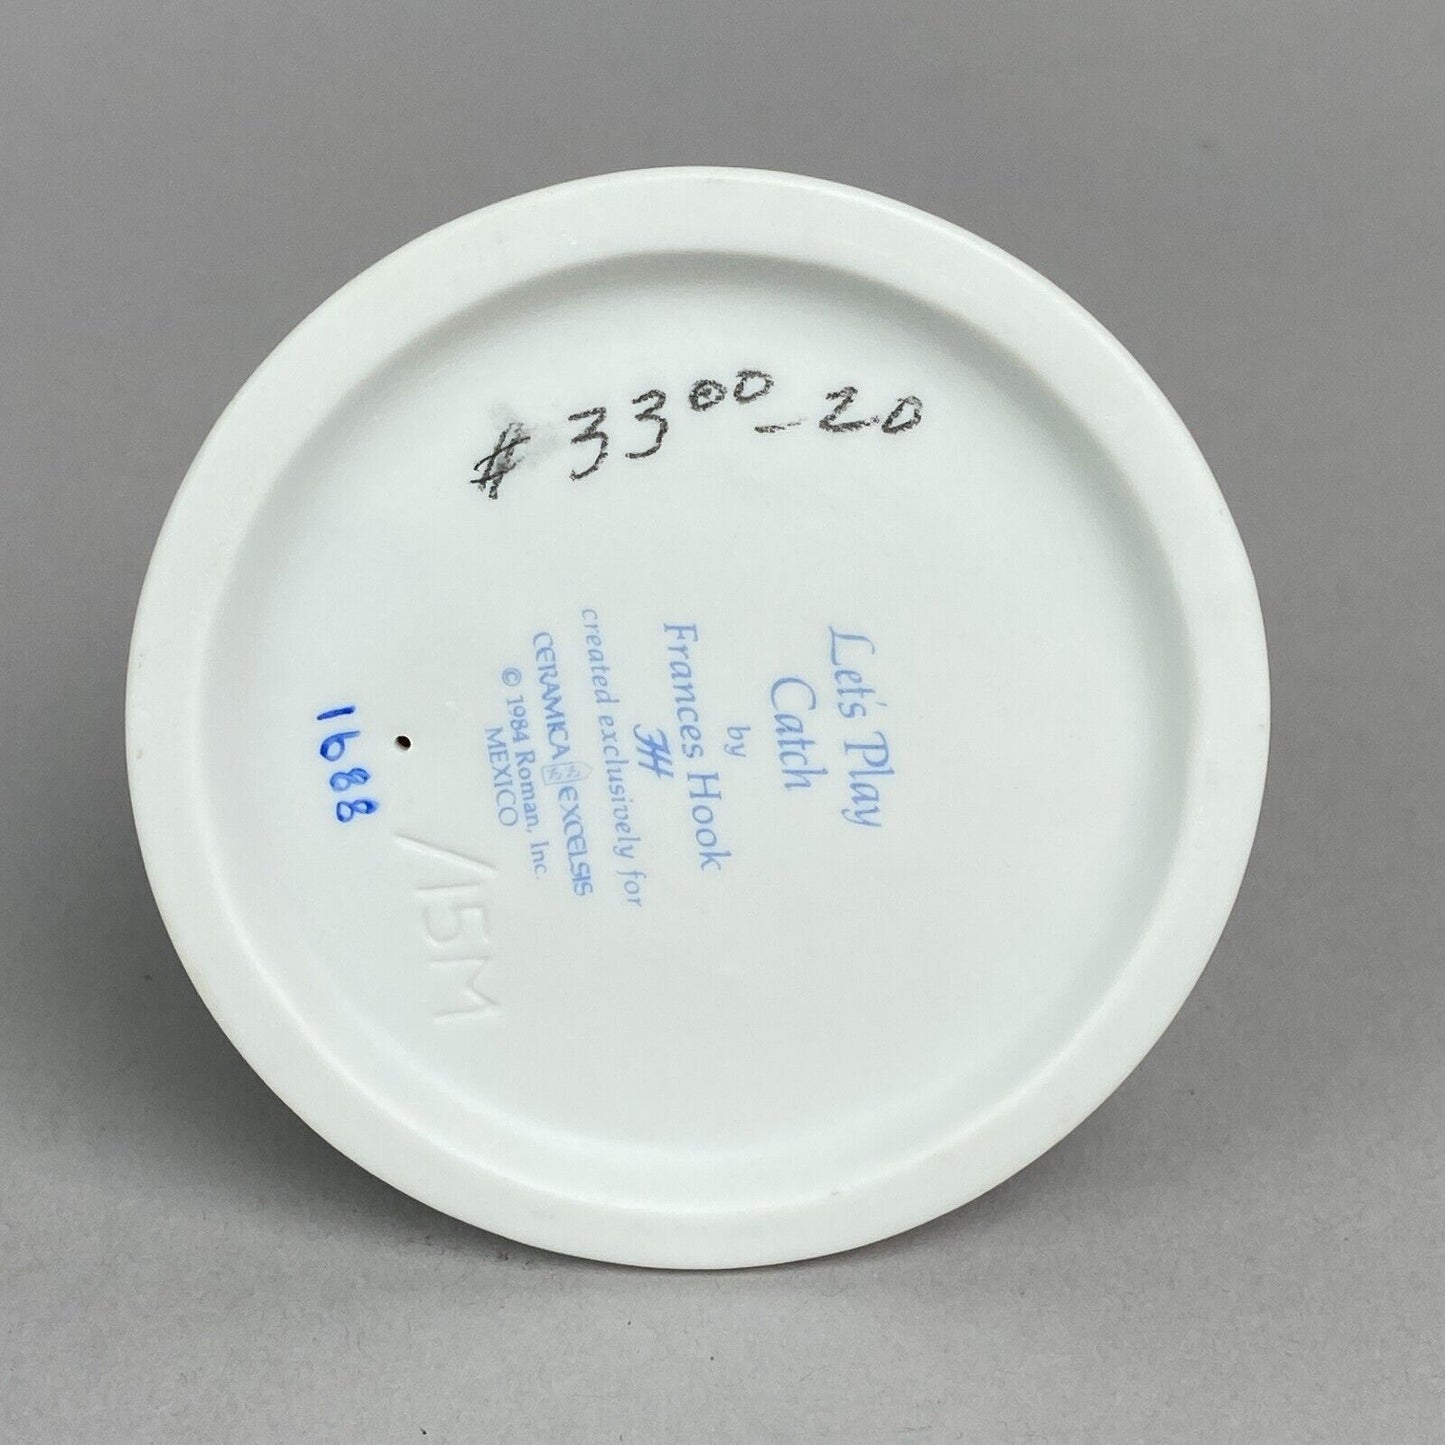 #3300-20
Let's Play
Catch
by
Frances Hook
FH
created exclusively for
CERAMICA EXCELSIS
© 1984 Roman, Inc.
MEXICO
1688
/15M